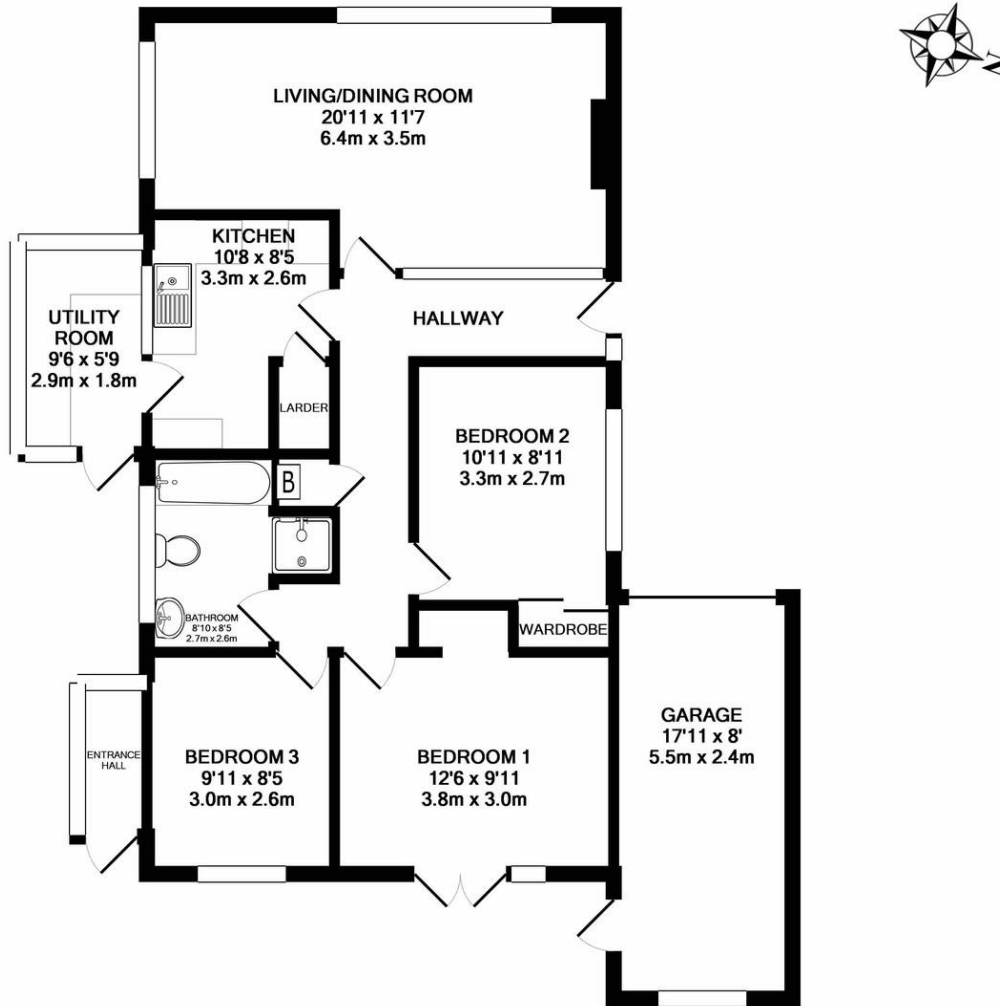 N
LIVING/DINING ROOM
20'11 x 11'7
6.4m x 3.5m
KITCHEN
10'8 x 8'5
3.3m x 2.6m
UTILITY
ROOM
9'6 x 5'9
2.9m x 1.8m
HALLWAY
LARDER
BEDROOM 2
10'11 x 8'11
3.3m x 2.7m
B
BATHROOM
8'10 x 8'5
2.7m x 2.6m
WARDROBE
ENTRANCE
HALL
BEDROOM 3
9'11 x 8'5
3.0m x 2.6m
BEDROOM 1
12'6 x 9'11
3.8m x 3.0m
GARAGE
17'11 x 8'
5.5m x 2.4m